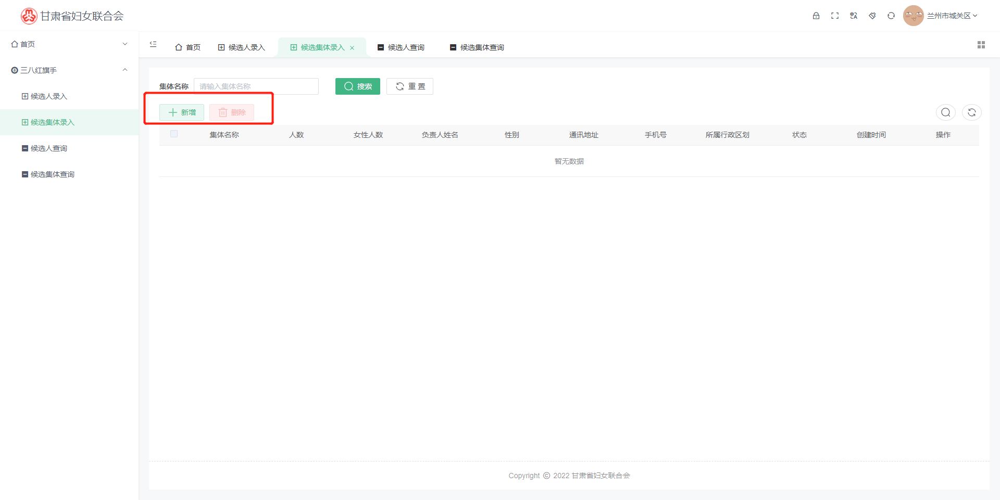 甘肃省妇女联合会
兰州市城关区
首页
三八红旗手
候选人录入
候选集体录入
候选人查询
候选集体查询
首页 候选人录入 候选集体录入 候选人查询 候选集体查询
集体名称 请输入集体名称 搜索 重 置
新增 删除
集体名称 人数 女性人数 负责人姓名 性别 通讯地址 手机号 所属行政区划 状态 创建时间 操作
暂无数据
Copyright © 2022 甘肃省妇女联合会